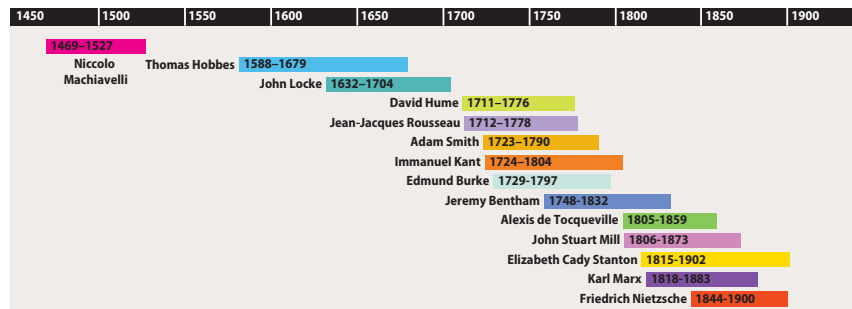 1450 1500 1550 1600 1650 1700 1750 1800 1850 1900
1469–1527
Niccolo
Machiavelli
Thomas Hobbes 1588–1679
John Locke 1632–1704
David Hume 1711–1776
Jean-Jacques Rousseau 1712–1778
Adam Smith 1723–1790
Immanuel Kant 1724–1804
Edmund Burke 1729-1797
Jeremy Bentham 1748-1832
Alexis de Tocqueville 1805-1859
John Stuart Mill 1806-1873
Elizabeth Cady Stanton 1815-1902
Karl Marx 1818-1883
Friedrich Nietzsche 1844-1900